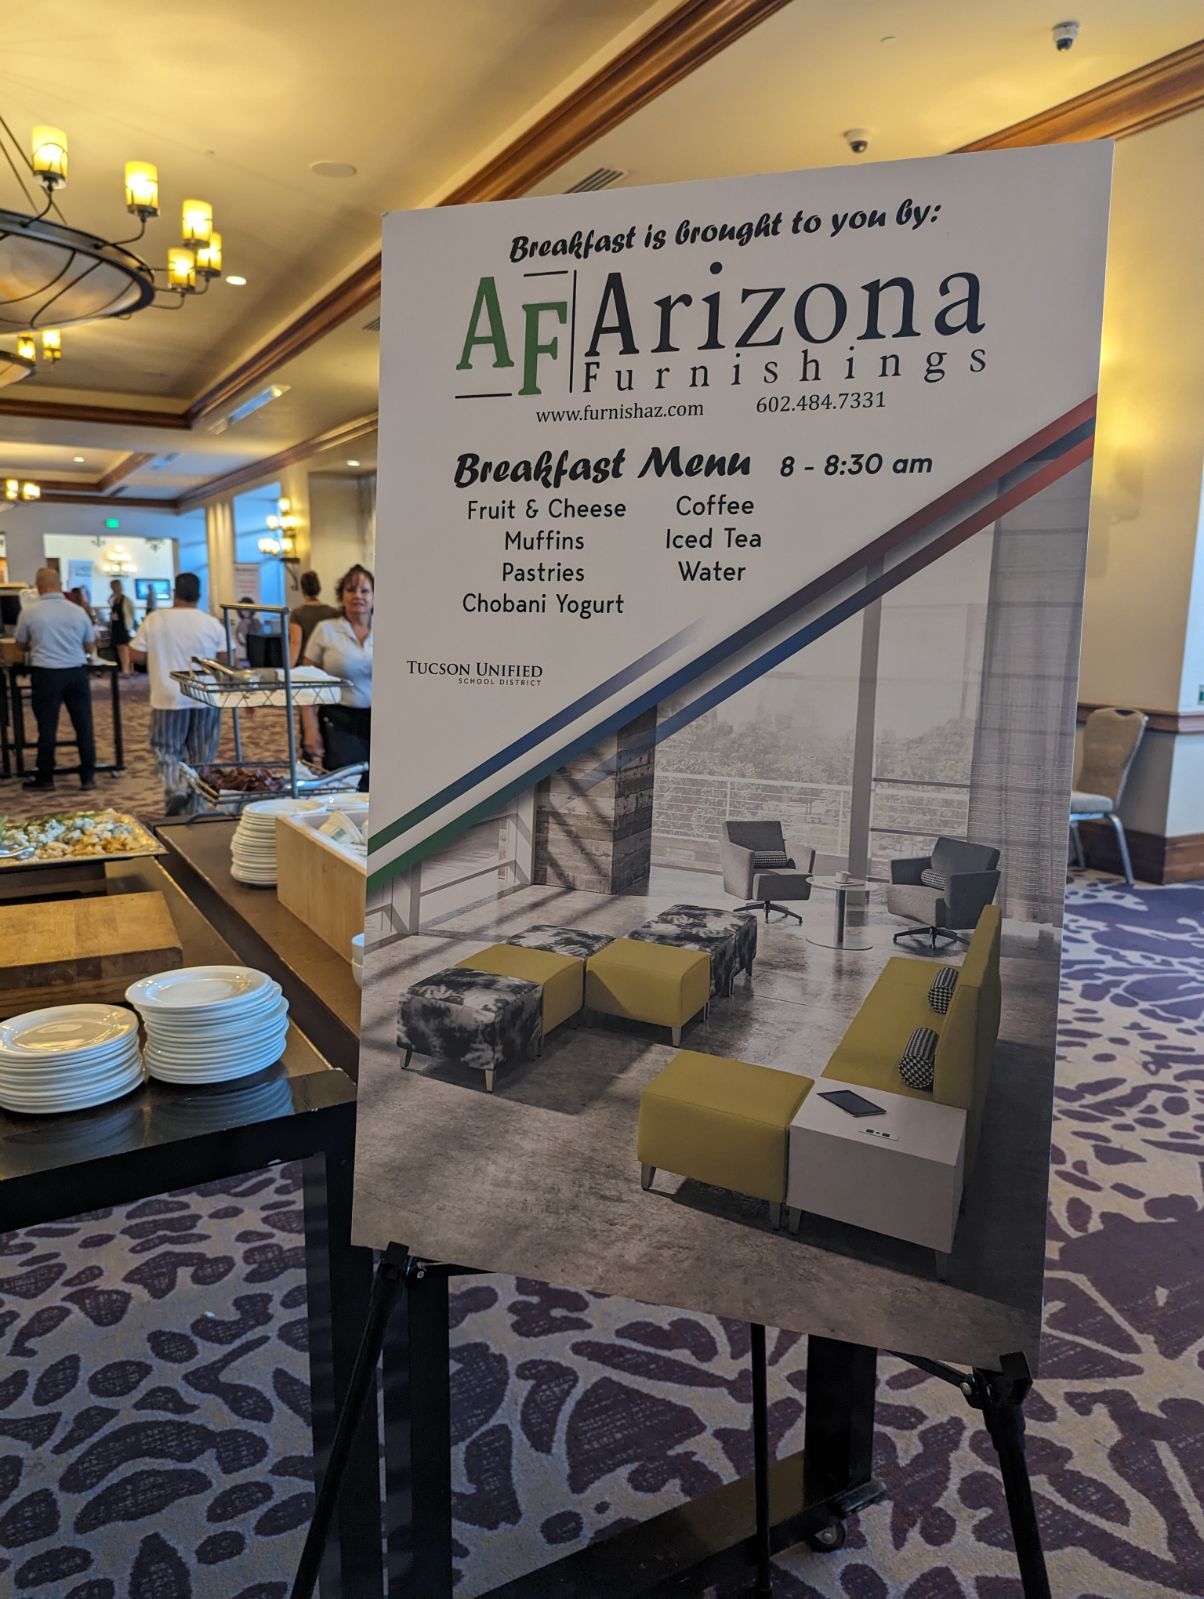 Breakfast is brought to you by:
AF Arizona
Furnishings
www.furnishaz.com 602.484.7331
Breakfast Menu 8 - 8:30 am
Fruit & Cheese Coffee
Muffins Iced Tea
Pastries Water
Chobani Yogurt
TUCSON UNIFIED
SCHOOL DISTRICT